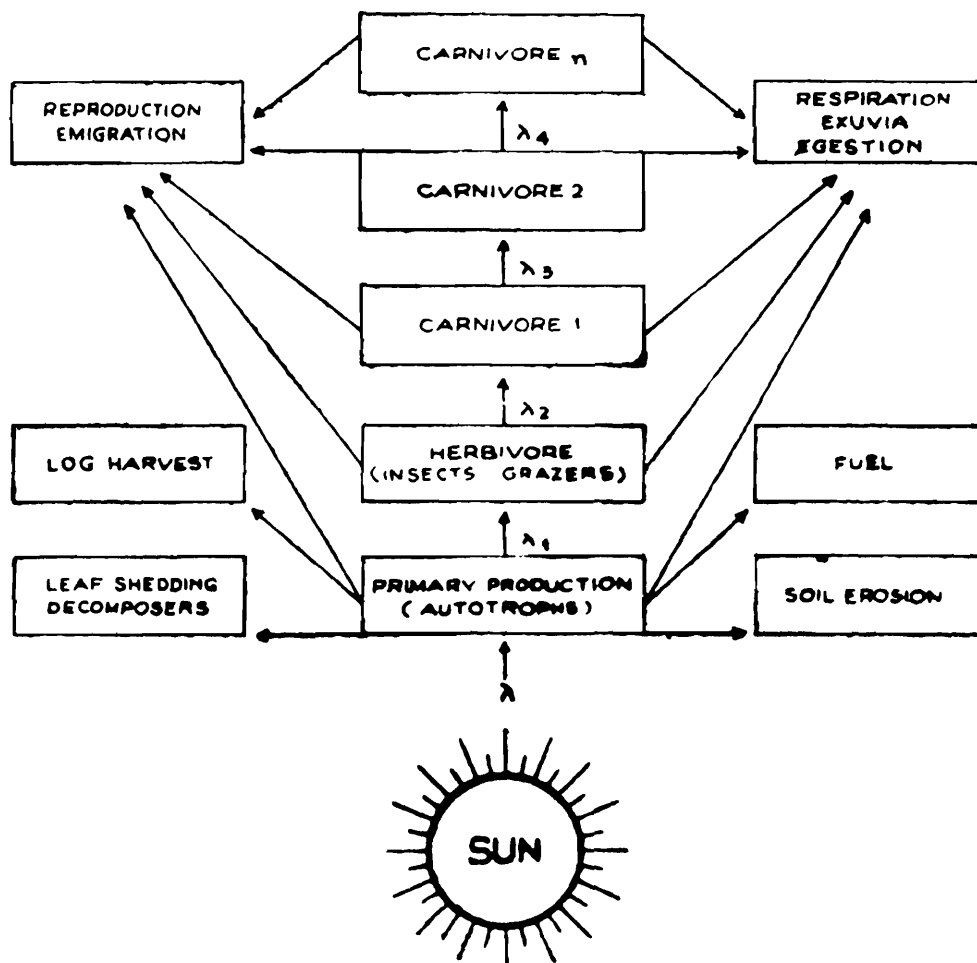 CARNIVORE n
REPRODUCTION
EMIGRATION
RESPIRATION
EXUVIA
EGESTION
λ4
CARNIVORE 2
λ3
CARNIVORE 1
λ2
LOG HARVEST
HERBIVORE
(INSECTS GRAZERS)
FUEL
λ1
LEAF SHEDDING
DECOMPOSERS
PRIMARY PRODUCTION
(AUTOTROPHS)
SOIL EROSION
λ
SUN